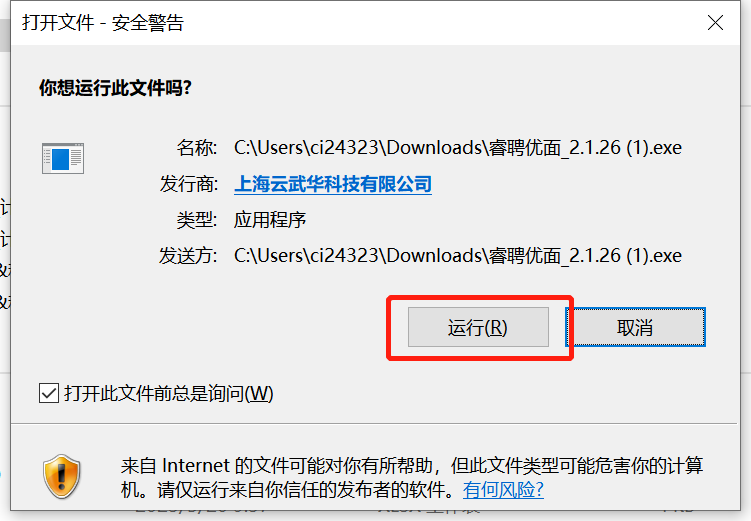 打开文件 - 安全警告
你想运行此文件吗?
名称: C:\Users\ci24323\Downloads\睿聘优面_2.1.26 (1).exe
发行商: 上海云武华科技有限公司
类型: 应用程序
发送方: C:\Users\ci24323\Downloads\睿聘优面_2.1.26 (1).exe
运行(R) 取消
打开此文件前总是询问(W)
来自 Internet 的文件可能对你有所帮助，但此文件类型可能危害你的计算
机。请仅运行来自你信任的发布者的软件。有何风险?